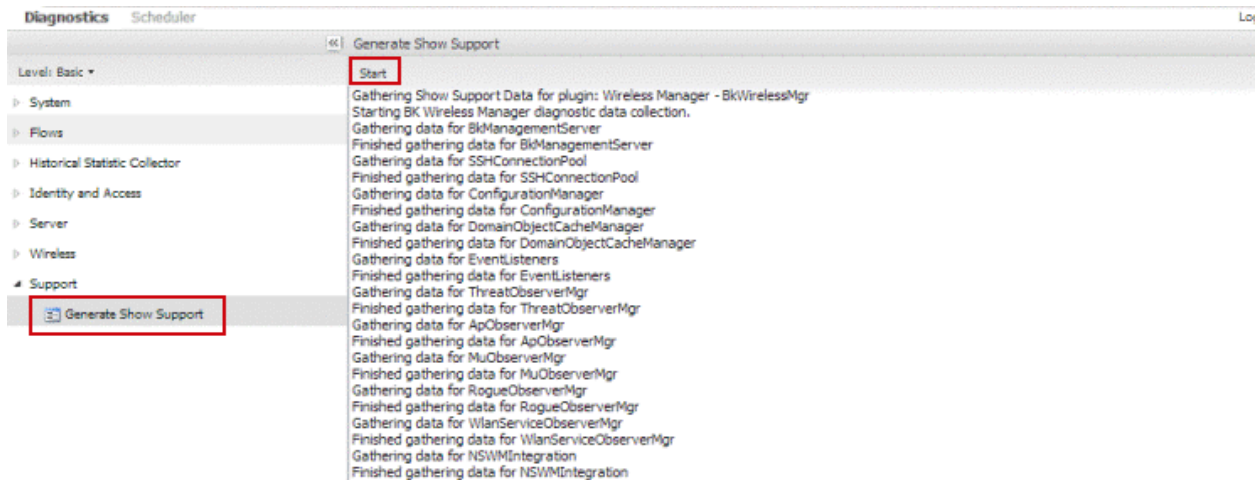 Diagnostics Scheduler Lo
« Generate Show Support
Level: Basic
Start
System
Flows
Historical Statistic Collector
Identity and Access
Server
Wireless
Support
Generate Show Support
Gathering Show Support Data for plugin: Wireless Manager - BkWirelessMgr
Starting BK Wireless Manager diagnostic data collection.
Gathering data for BkManagementServer
Finished gathering data for BkManagementServer
Gathering data for SSHConnectionPool
Finished gathering data for SSHConnectionPool
Gathering data for ConfigurationManager
Finished gathering data for ConfigurationManager
Gathering data for DomainObjectCacheManager
Finished gathering data for DomainObjectCacheManager
Gathering data for EventListeners
Finished gathering data for EventListeners
Gathering data for ThreatObserverMgr
Finished gathering data for ThreatObserverMgr
Gathering data for ApObserverMgr
Finished gathering data for ApObserverMgr
Gathering data for MuObserverMgr
Finished gathering data for MuObserverMgr
Gathering data for RogueObserverMgr
Finished gathering data for RogueObserverMgr
Gathering data for WlanServiceObserverMgr
Finished gathering data for WlanServiceObserverMgr
Gathering data for NSWMIntegration
Finished gathering data for NSWMIntegration